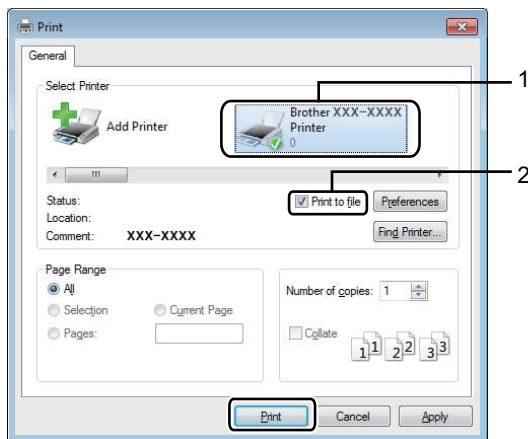 Print
General
Select Printer
Add Printer
Brother XXX-XXXX
Printer
0
1
2
Status:
Print to file
Preferences
Location:
Comment: XXX-XXXX
Find Printer...
Page Range
All
Selection
Current Page
Pages:
Number of copies: 1
Collate
1 1 2 2 3 3
Print
Cancel
Apply